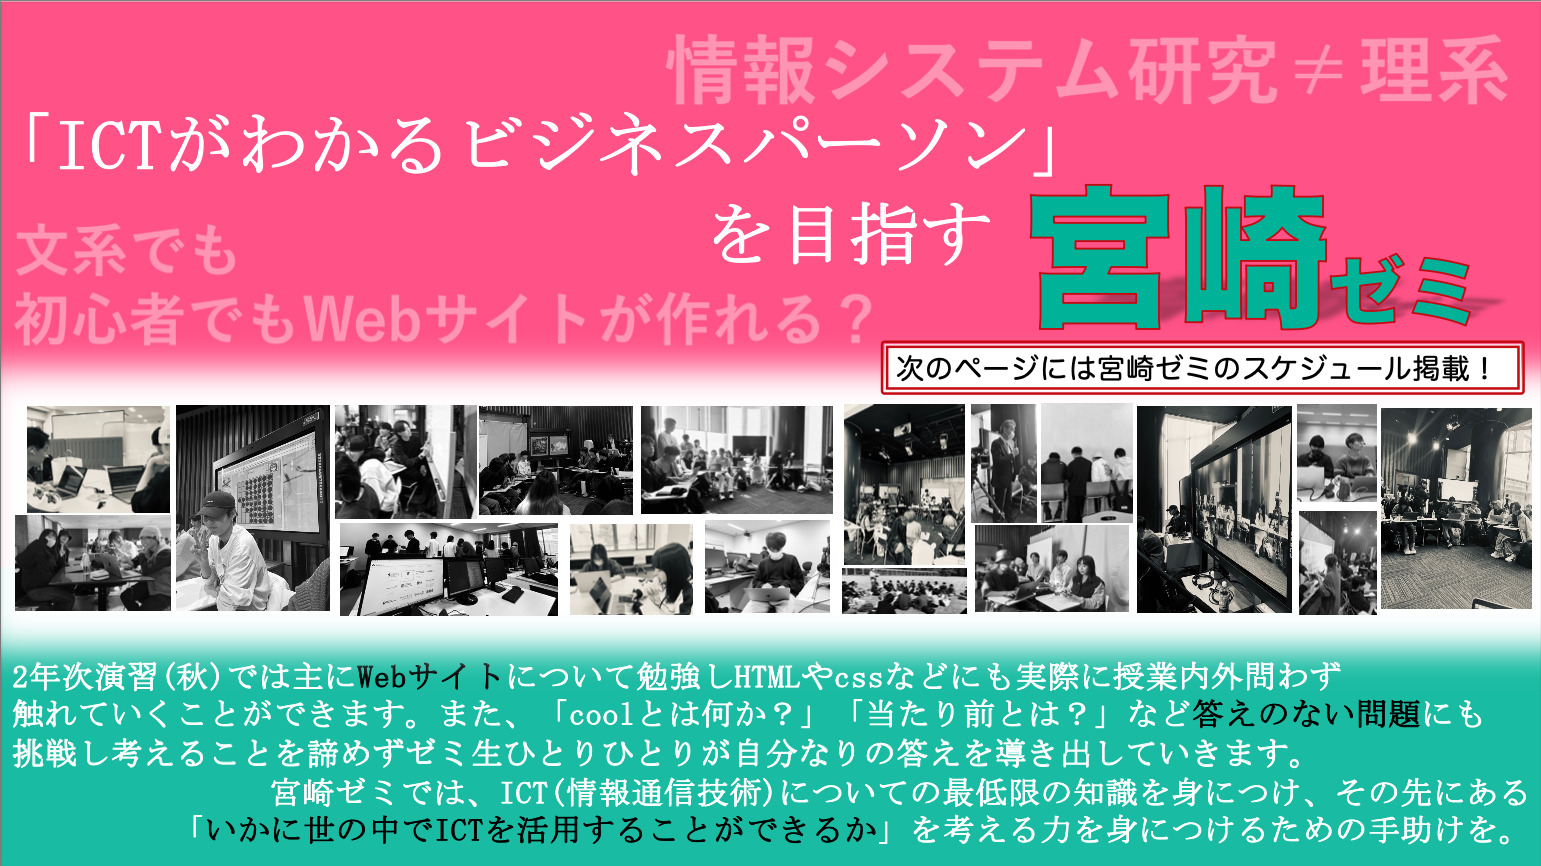 情報システム研究≠理系
「ICTがわかるビジネスパーソン」
を目指す
宮崎ゼミ
文系でも
初心者でもWebサイトが作れる？
次のページには宮崎ゼミのスケジュール掲載！
2年次演習(秋)では主にWebサイトについて勉強しHTMLやcssなどにも実際に授業内外問わず
触れていくことができます。また、「coolとは何か？」「当たり前とは？」など答えのない問題にも
挑戦し考えることを諦めずゼミ生ひとりひとりが自分なりの答えを導き出していきます。
宮崎ゼミでは、ICT(情報通信技術)についての最低限の知識を身につけ、その先にある
「いかに世の中でICTを活用することができるか」を考える力を身につけるための手助けを。